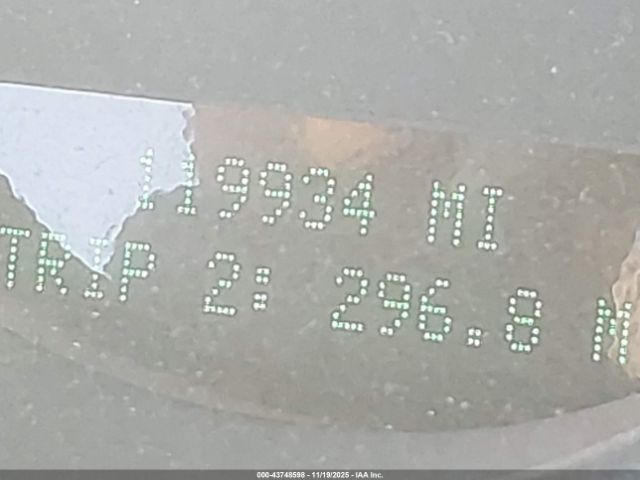 119934 MI
TRIP 2: 296.8 M
000-43748598 - 11/19/2025 - IAA Inc.